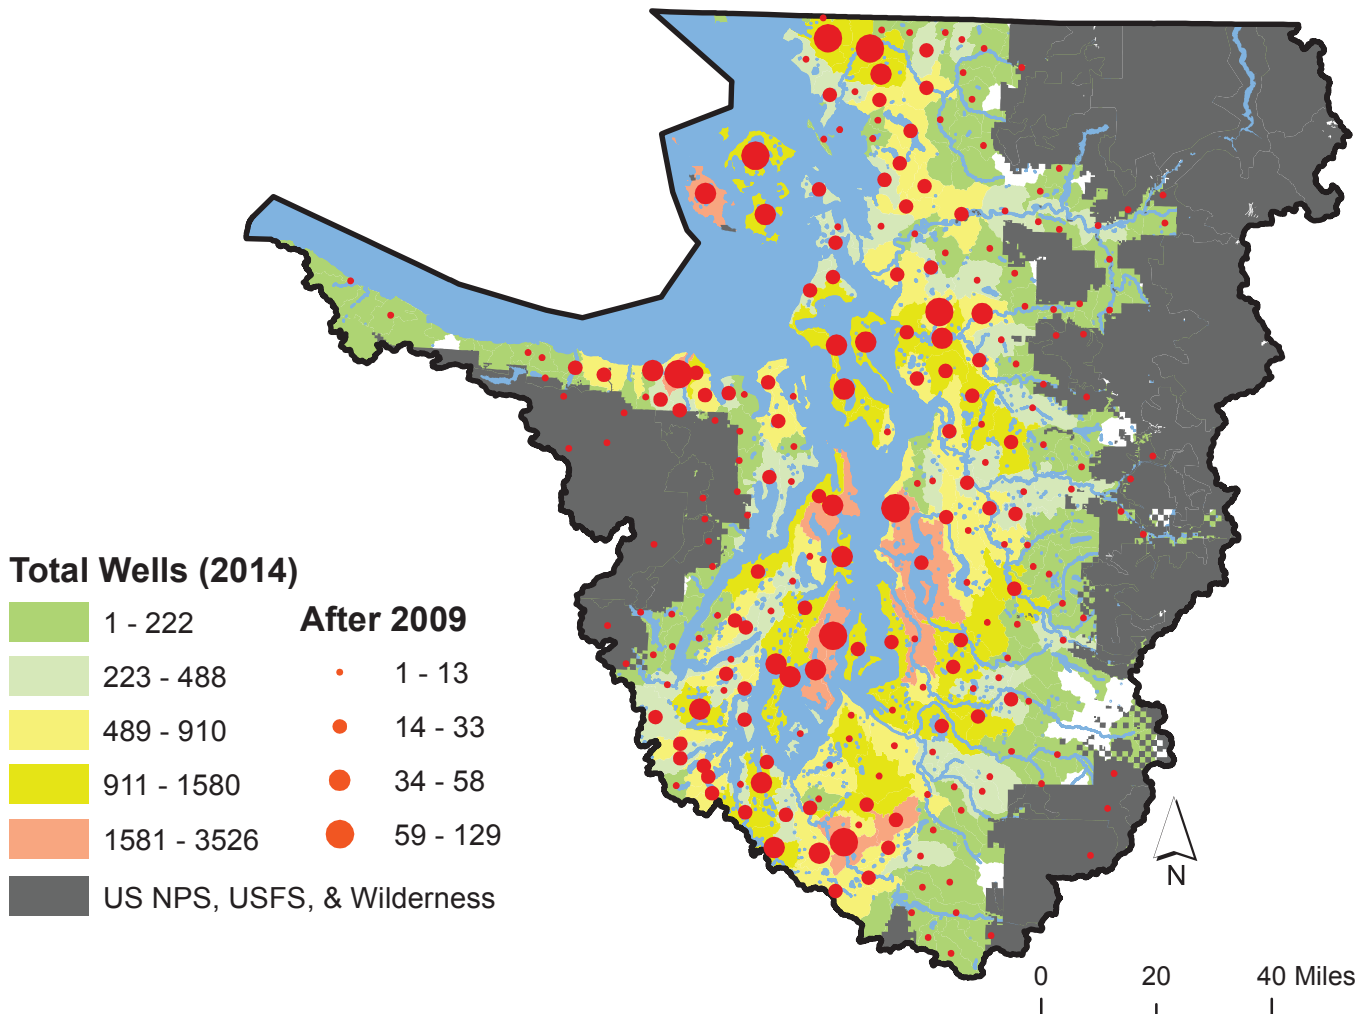 Total Wells (2014)
1 - 222
223 - 488
489 - 910
911 - 1580
1581 - 3526
US NPS, USFS, & Wilderness
After 2009
1 - 13
14 - 33
34 - 58
59 - 129
N
0 20 40 Miles